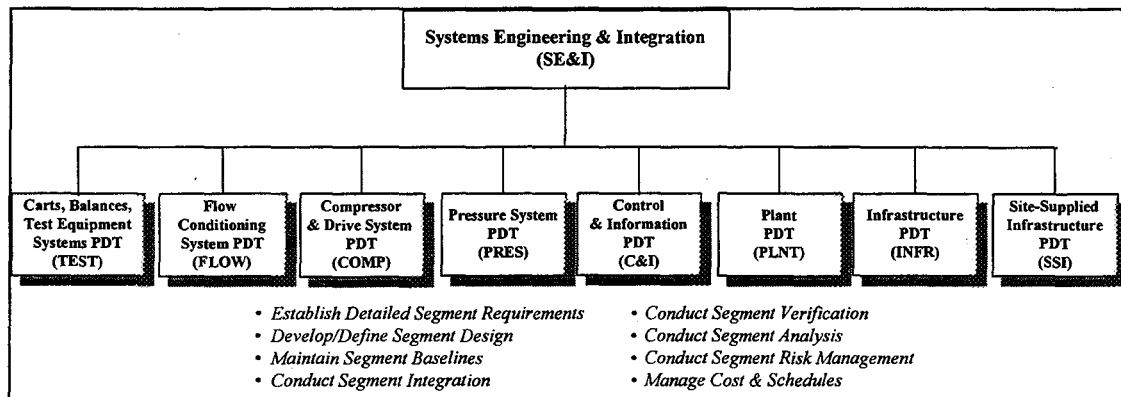 Systems Engineering & Integration
(SE&I)
Carts, Balances,
Test Equipment
Systems PDT
(TEST)
Flow
Conditioning
System PDT
(FLOW)
Compressor
& Drive System
PDT
(COMP)
Pressure System
PDT
(PRES)
Control
& Information
PDT
(C&I)
Plant
PDT
(PLNT)
Infrastructure
PDT
(INFR)
Site-Supplied
Infrastructure
PDT
(SSI)
• Establish Detailed Segment Requirements
• Develop/Define Segment Design
• Maintain Segment Baselines
• Conduct Segment Integration
• Conduct Segment Verification
• Conduct Segment Analysis
• Conduct Segment Risk Management
• Manage Cost & Schedules